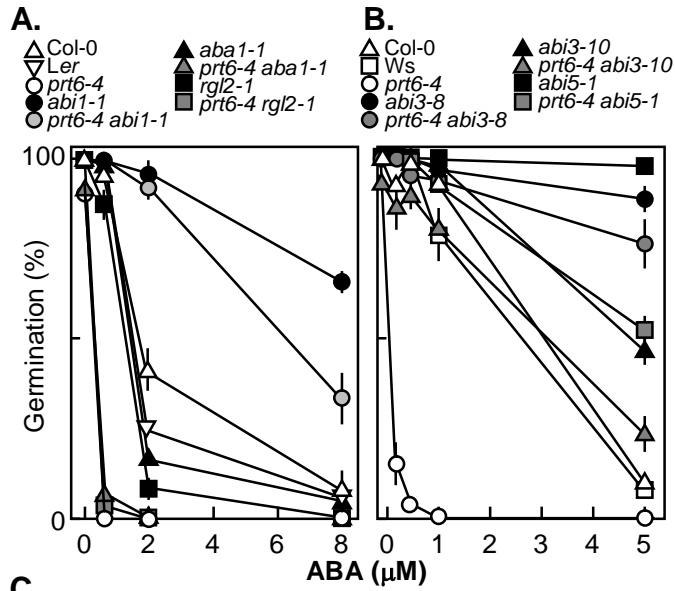 A.
Col-0
Ler
prt6-4
abi1-1
prt6-4 abi1-1
aba1-1
prt6-4 aba1-1
rgl2-1
prt6-4 rgl2-1
B.
Col-0
Ws
prt6-4
abi3-8
prt6-4 abi3-8
abi3-10
prt6-4 abi3-10
abi5-1
prt6-4 abi5-1
Germination (%)
100
0
0 2 4 6 8
0 1 2 3 4 5
ABA (μM)
C